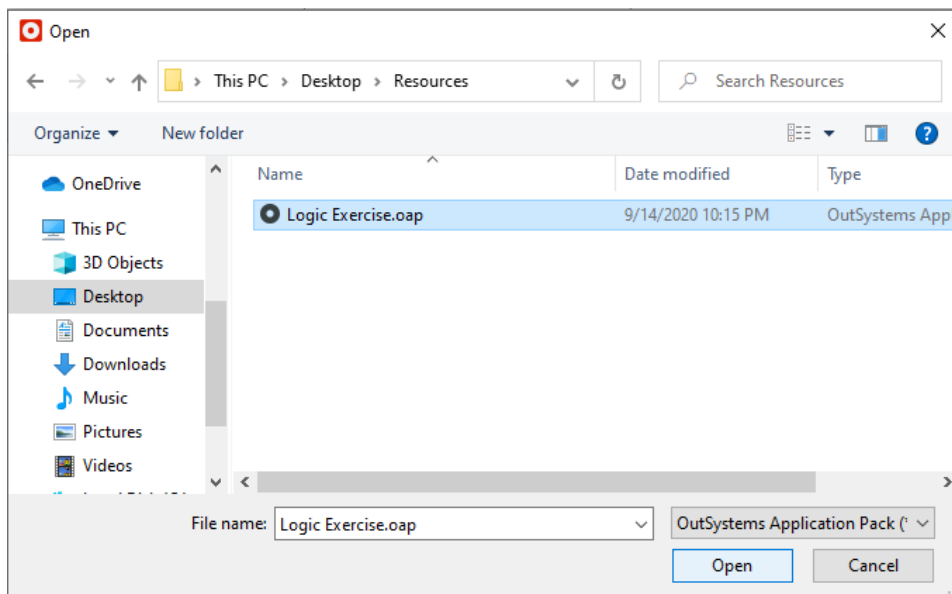 Open
This PC > Desktop > Resources
Search Resources
Organize
New folder
Name
Date modified
Type
OneDrive
Logic Exercise.oap
9/14/2020 10:15 PM
OutSystems App
This PC
3D Objects
Desktop
Documents
Downloads
Music
Pictures
Videos
File name:
Logic Exercise.oap
OutSystems Application Pack (
Open
Cancel